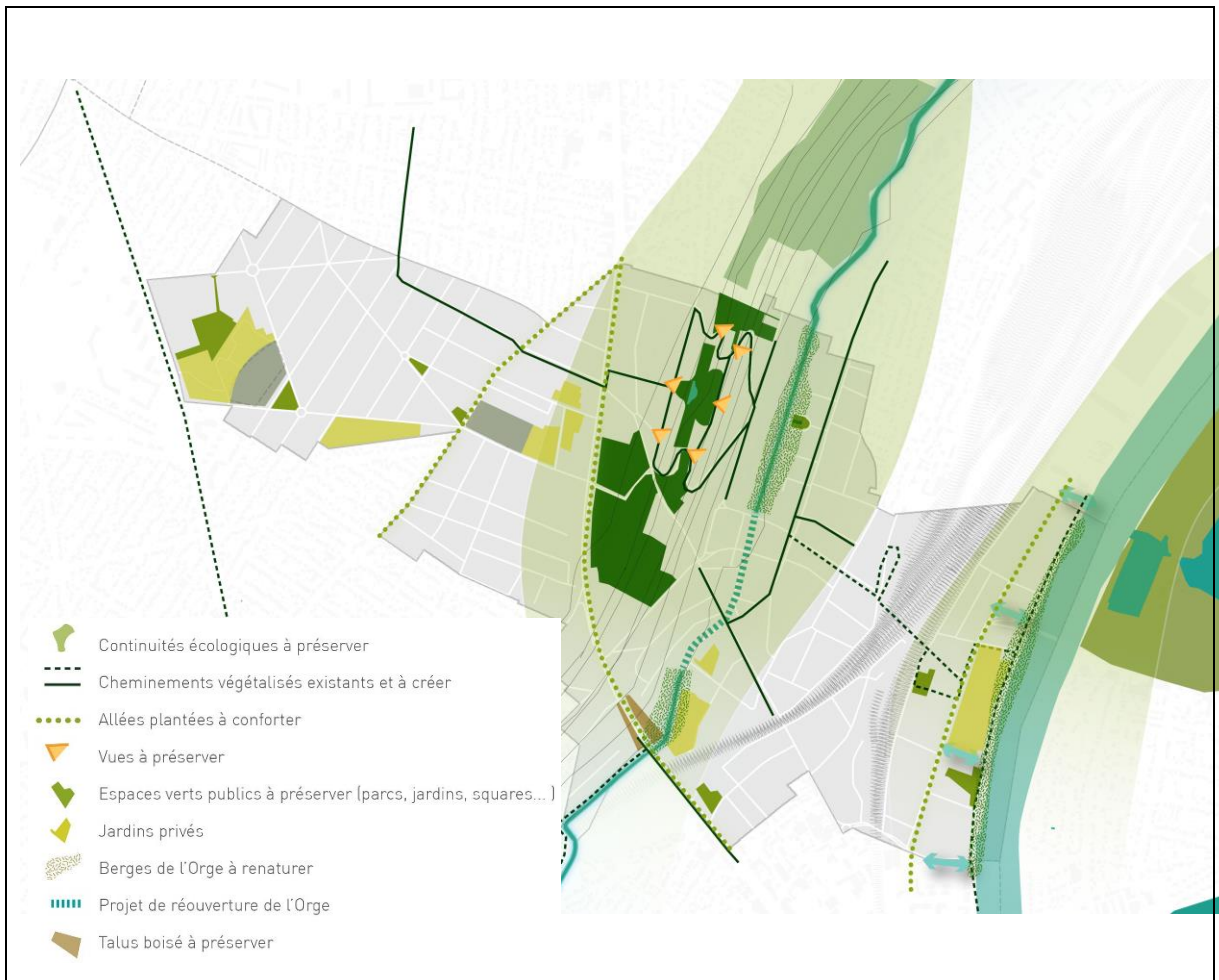 Continuités écologiques à préserver
Cheminements végétalisés existants et à créer
Allées plantées à conforter
Vues à préserver
Espaces verts publics à préserver (parcs, jardins, squares... )
Jardins privés
Berges de l'Orge à renaturer
Projet de réouverture de l'Orge
Talus boisé à préserver